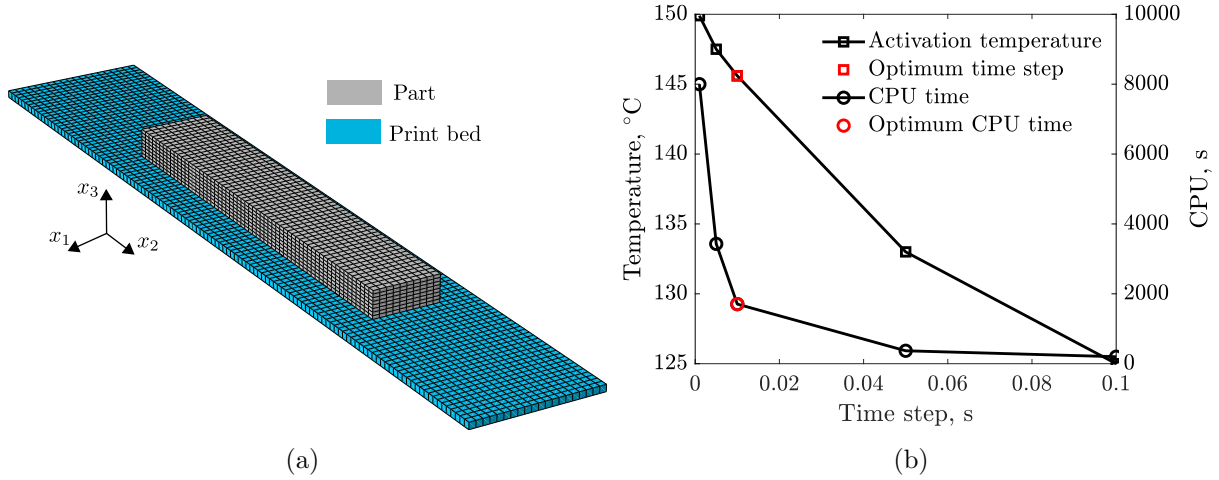 Part
Print bed
x3
x1
x2
(a)
150
145
140
135
130
125
Temperature, °C
0
0.02
0.04
0.06
0.08
0.1
Time step, s
10000
8000
6000
4000
2000
0
CPU, s
Activation temperature
Optimum time step
CPU time
Optimum CPU time
(b)